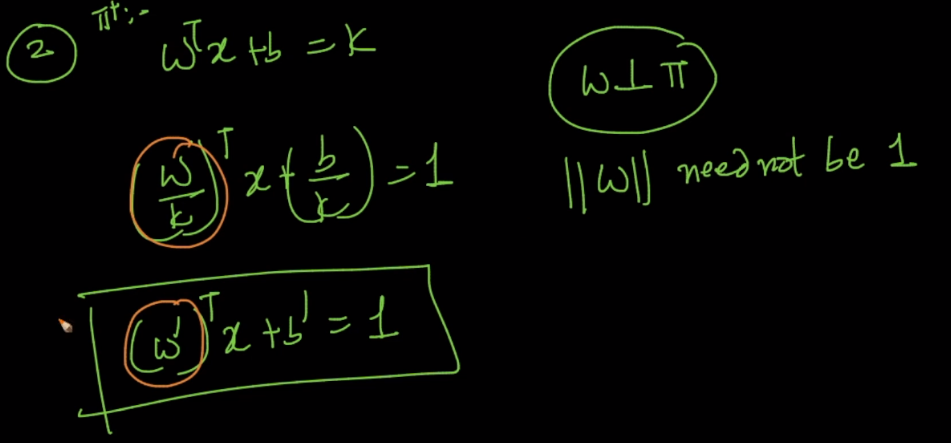 2 π⁺:-
wᵀx + b = k
w ⊥ π
(w/k)ᵀ x + (b/k) = 1
||w|| need not be 1
(w')ᵀ x + b' = 1